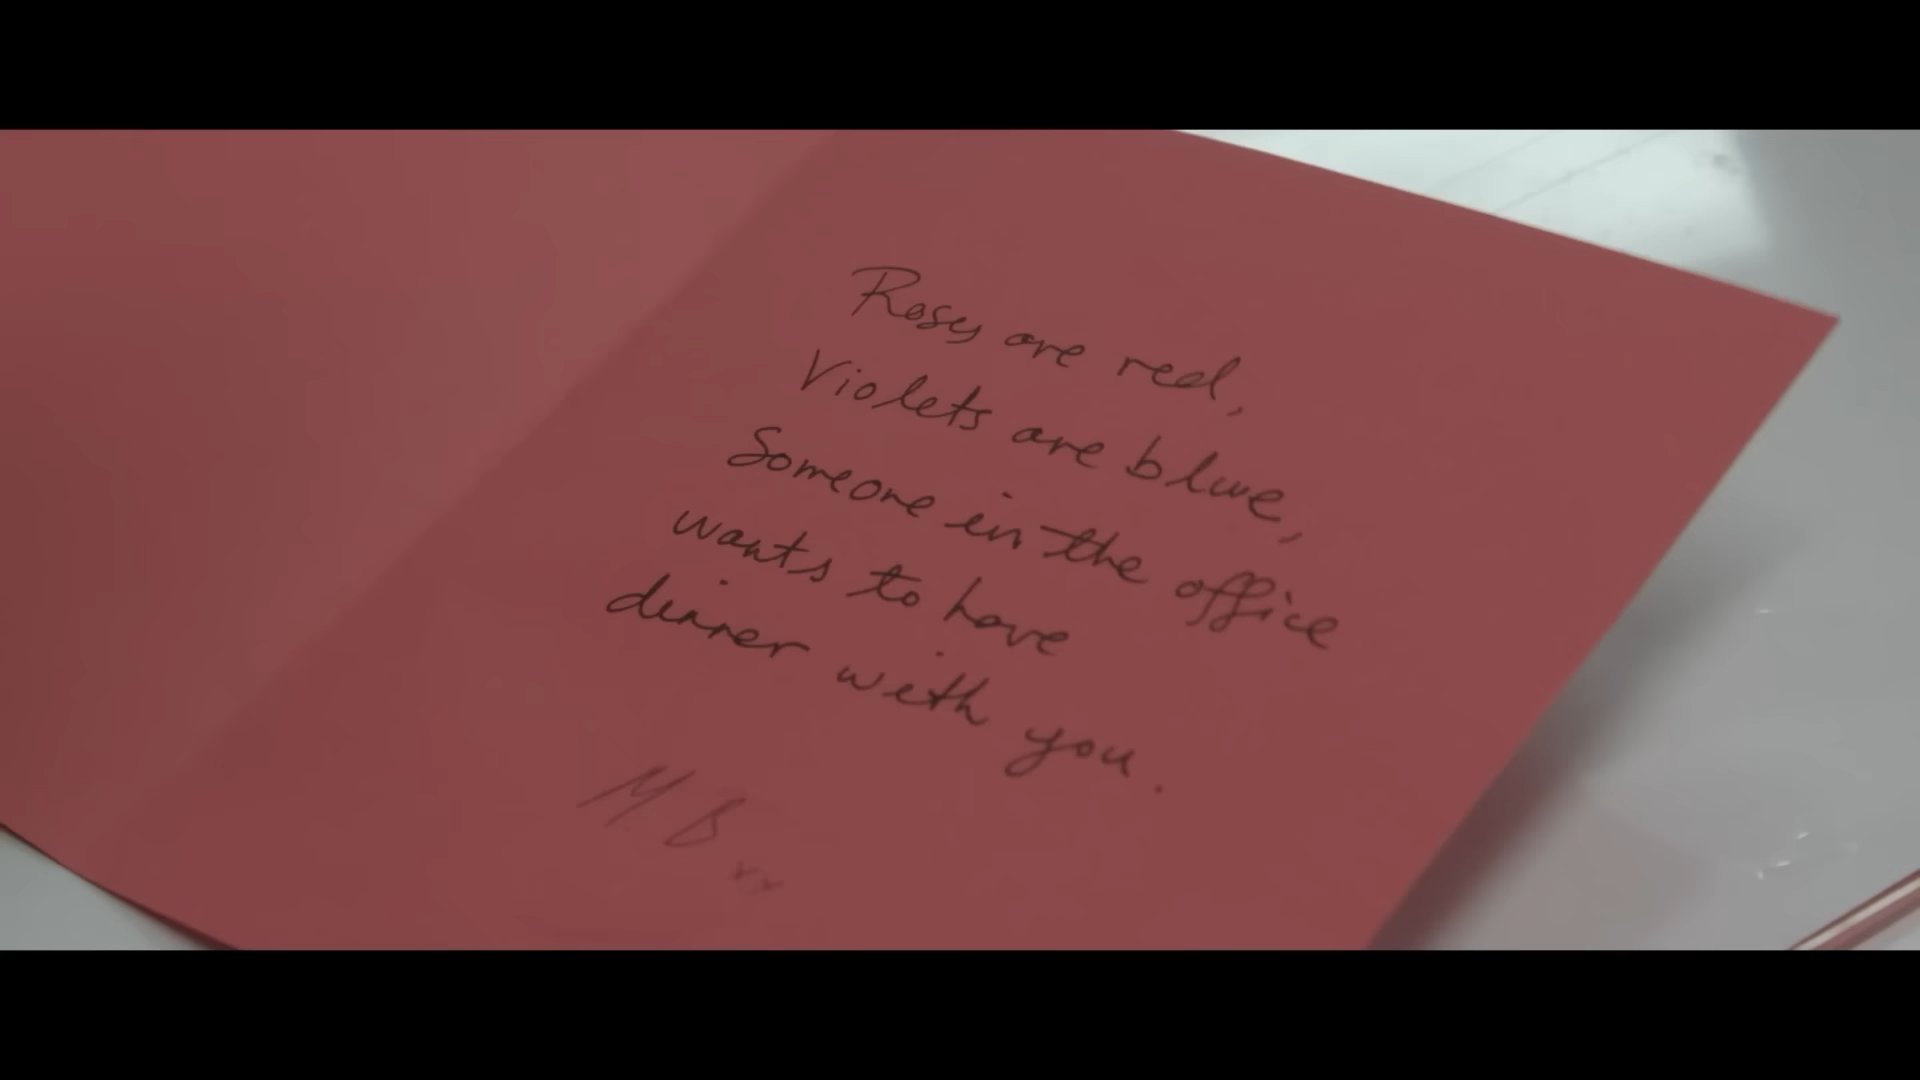 Roses are red,
Violets are blue,
Someone in the office
wants to have
dinner with you.
M B xx